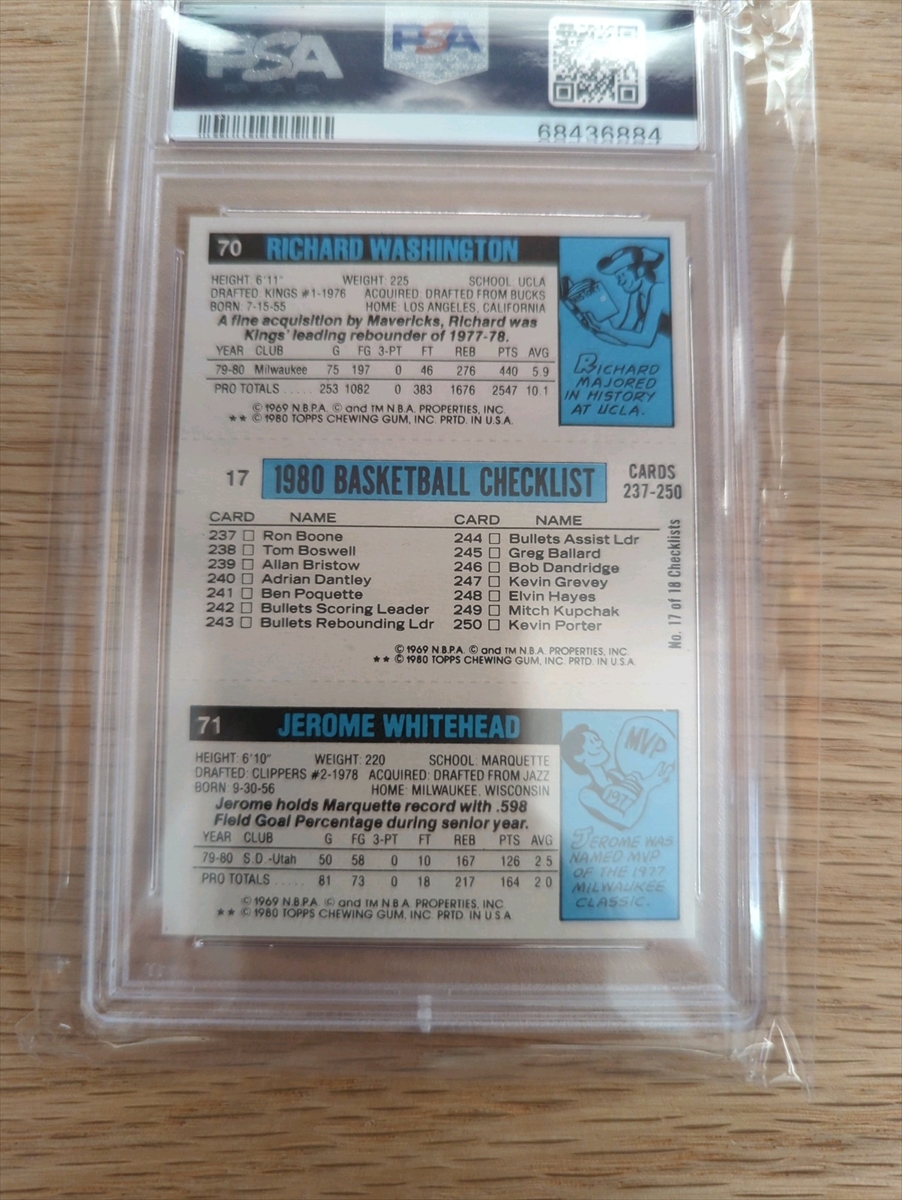 PSA
PSA
68436884
70 RICHARD WASHINGTON
HEIGHT: 6'11" WEIGHT: 225 SCHOOL: UCLA
DRAFTED: KINGS #1-1976 ACQUIRED: DRAFTED FROM BUCKS
BORN: 7-15-55 HOME: LOS ANGELES, CALIFORNIA
A fine acquisition by Mavericks, Richard was
Kings' leading rebounder of 1977-78.
YEAR CLUB G FG 3-PT FT REB PTS AVG
79-80 Milwaukee 75 197 0 46 276 440 5.9
PRO TOTALS ..... 253 1082 0 383 1676 2547 10.1
© 1969 N.B.P.A. © and TM N.B.A. PROPERTIES, INC.
★★ © 1980 TOPPS CHEWING GUM, INC. PRTD. IN U.S.A.
RICHARD
MAJORED
IN HISTORY
AT UCLA.
17 1980 BASKETBALL CHECKLIST CARDS
237-250
CARD NAME CARD NAME
237 □ Ron Boone 244 □ Bullets Assist Ldr
238 □ Tom Boswell 245 □ Greg Ballard
239 □ Allan Bristow 246 □ Bob Dandridge
240 □ Adrian Dantley 247 □ Kevin Grevey
241 □ Ben Poquette 248 □ Elvin Hayes
242 □ Bullets Scoring Leader 249 □ Mitch Kupchak
243 □ Bullets Rebounding Ldr 250 □ Kevin Porter
No. 17 of 18 Checklists
© 1969 N.B.P.A. © and TM N.B.A. PROPERTIES, INC.
★★ © 1980 TOPPS CHEWING GUM, INC. PRTD. IN U.S.A.
71 JEROME WHITEHEAD
HEIGHT: 6'10" WEIGHT: 220 SCHOOL: MARQUETTE
DRAFTED: CLIPPERS #2-1978 ACQUIRED: DRAFTED FROM JAZZ
BORN: 9-30-56 HOME: MILWAUKEE, WISCONSIN
Jerome holds Marquette record with .598
Field Goal Percentage during senior year.
YEAR CLUB G FG 3-PT FT REB PTS AVG
79-80 S.D.-Utah 50 58 0 10 167 126 2.5
PRO TOTALS ..... 81 73 0 18 217 164 2.0
© 1969 N.B.P.A. © and TM N.B.A. PROPERTIES, INC.
★★ © 1980 TOPPS CHEWING GUM, INC. PRTD. IN U.S.A.
MVP
1977
JEROME WAS
NAMED MVP
OF THE 1977
MILWAUKEE
CLASSIC.